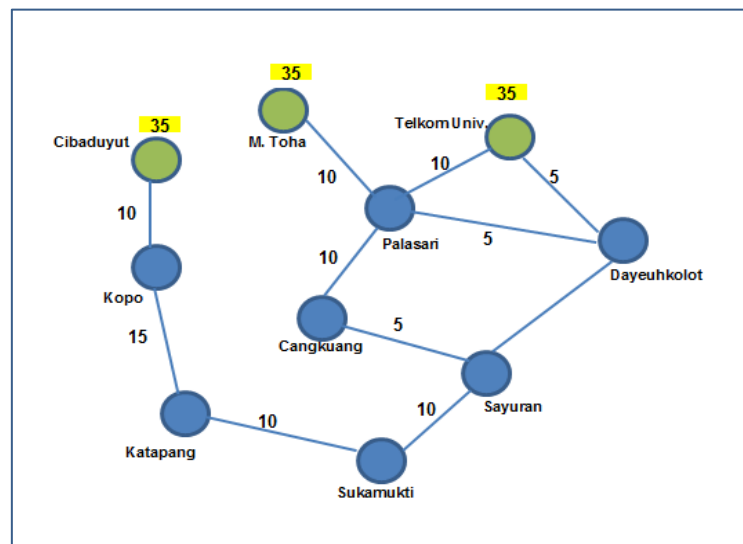 35
35
35
Telkom Univ.
Cibaduyut
M. Toha
10
10
5
10
Palasari
5
Dayeuhkolot
10
Kopo
Cangkuang
5
15
Sayuran
10
Katapang
10
Sukamukti